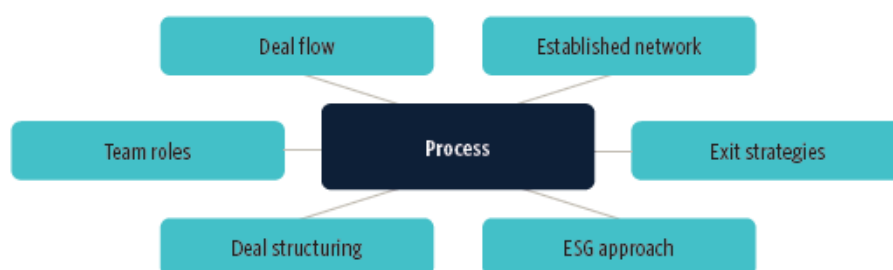 Deal flow
Established network
Team roles
Process
Exit strategies
Deal structuring
ESG approach